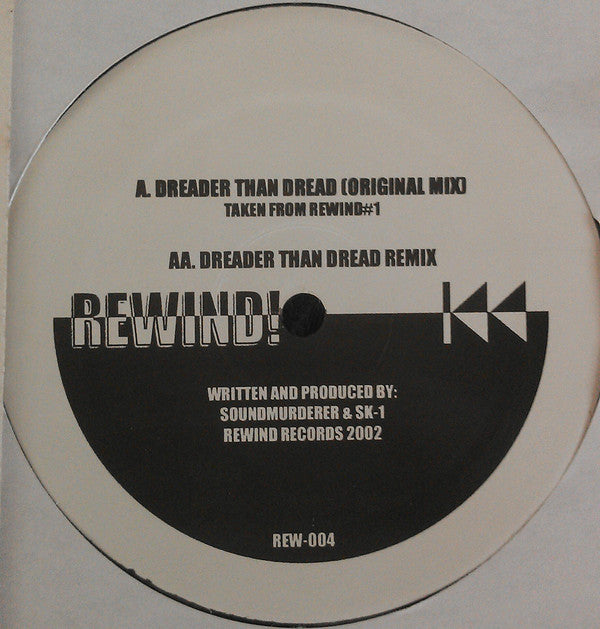 A. DREADER THAN DREAD (ORIGINAL MIX)
TAKEN FROM REWIND#1
AA. DREADER THAN DREAD REMIX
REWIND!
WRITTEN AND PRODUCED BY:
SOUNDMURDERER & SK-1
REWIND RECORDS 2002
REW-004